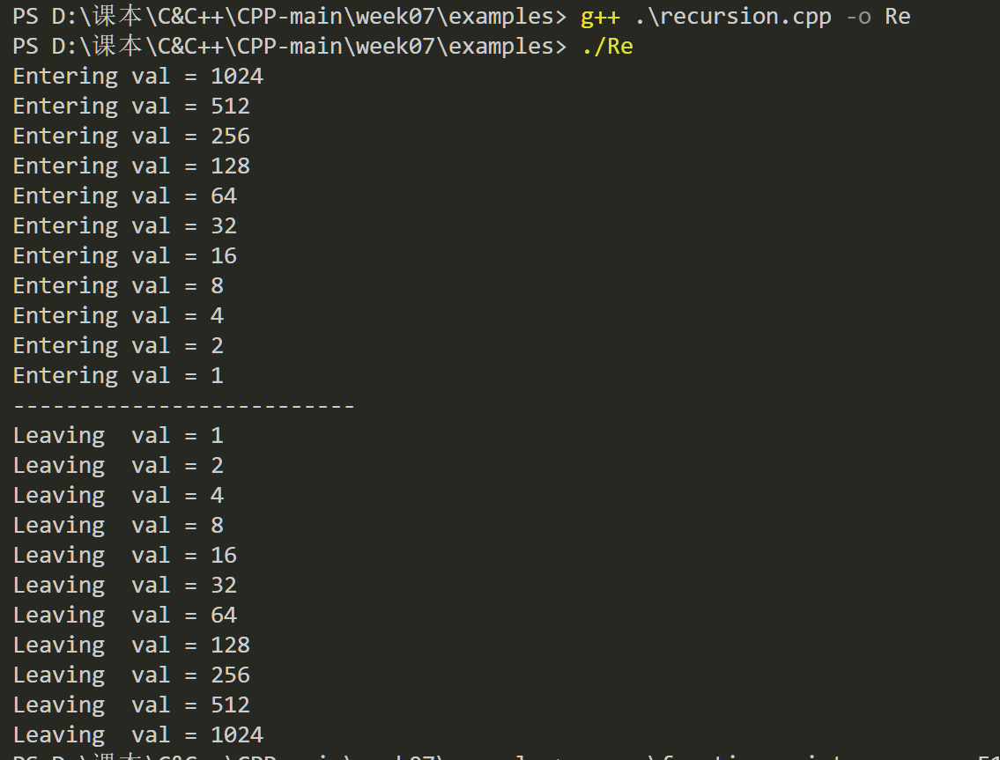 PS D:\课本\C&C++\CPP-main\week07\examples> g++ .\recursion.cpp -o Re
PS D:\课本\C&C++\CPP-main\week07\examples> ./Re
Entering val = 1024
Entering val = 512
Entering val = 256
Entering val = 128
Entering val = 64
Entering val = 32
Entering val = 16
Entering val = 8
Entering val = 4
Entering val = 2
Entering val = 1
--------------------------
Leaving  val = 1
Leaving  val = 2
Leaving  val = 4
Leaving  val = 8
Leaving  val = 16
Leaving  val = 32
Leaving  val = 64
Leaving  val = 128
Leaving  val = 256
Leaving  val = 512
Leaving  val = 1024